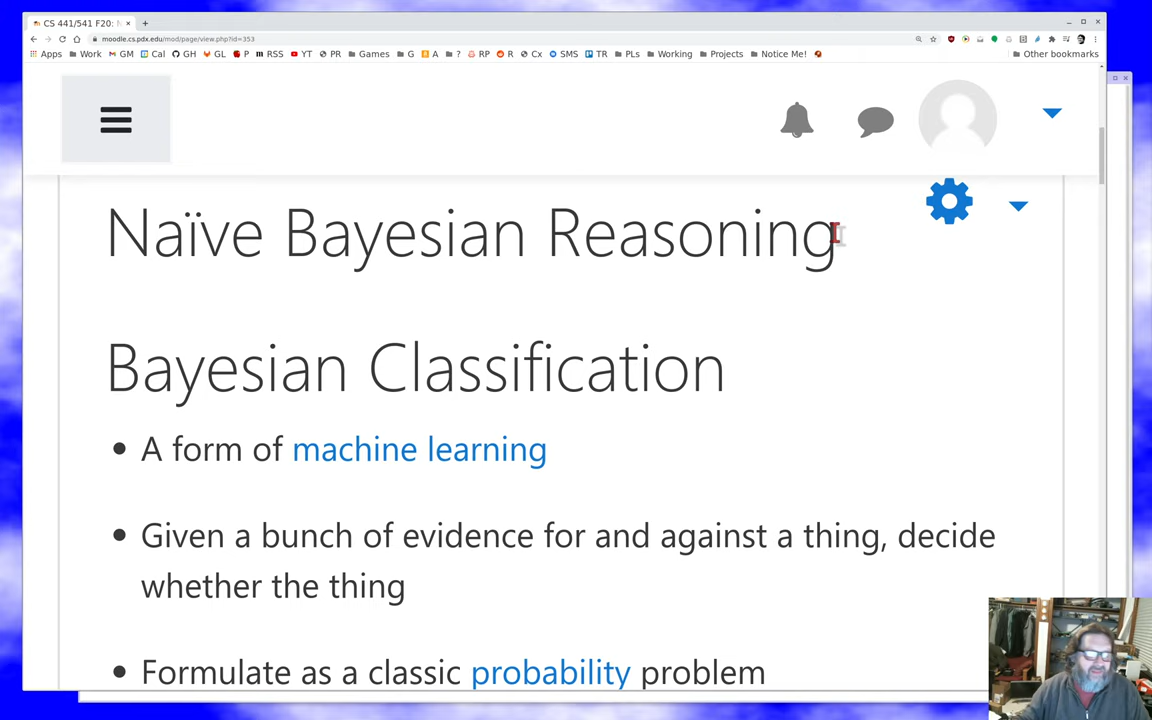 CS 441/541 F20: N
moodle.cs.pdx.edu/mod/page/view.php?id=353
Apps Work GM Cal GH GL P RSS YT PR Games G A ? RP R Cx SMS TR PLs Working Projects Notice Me! Other bookmarks
Naïve Bayesian Reasoning
Bayesian Classification
• A form of machine learning
• Given a bunch of evidence for and against a thing, decide
whether the thing
• Formulate as a classic probability problem